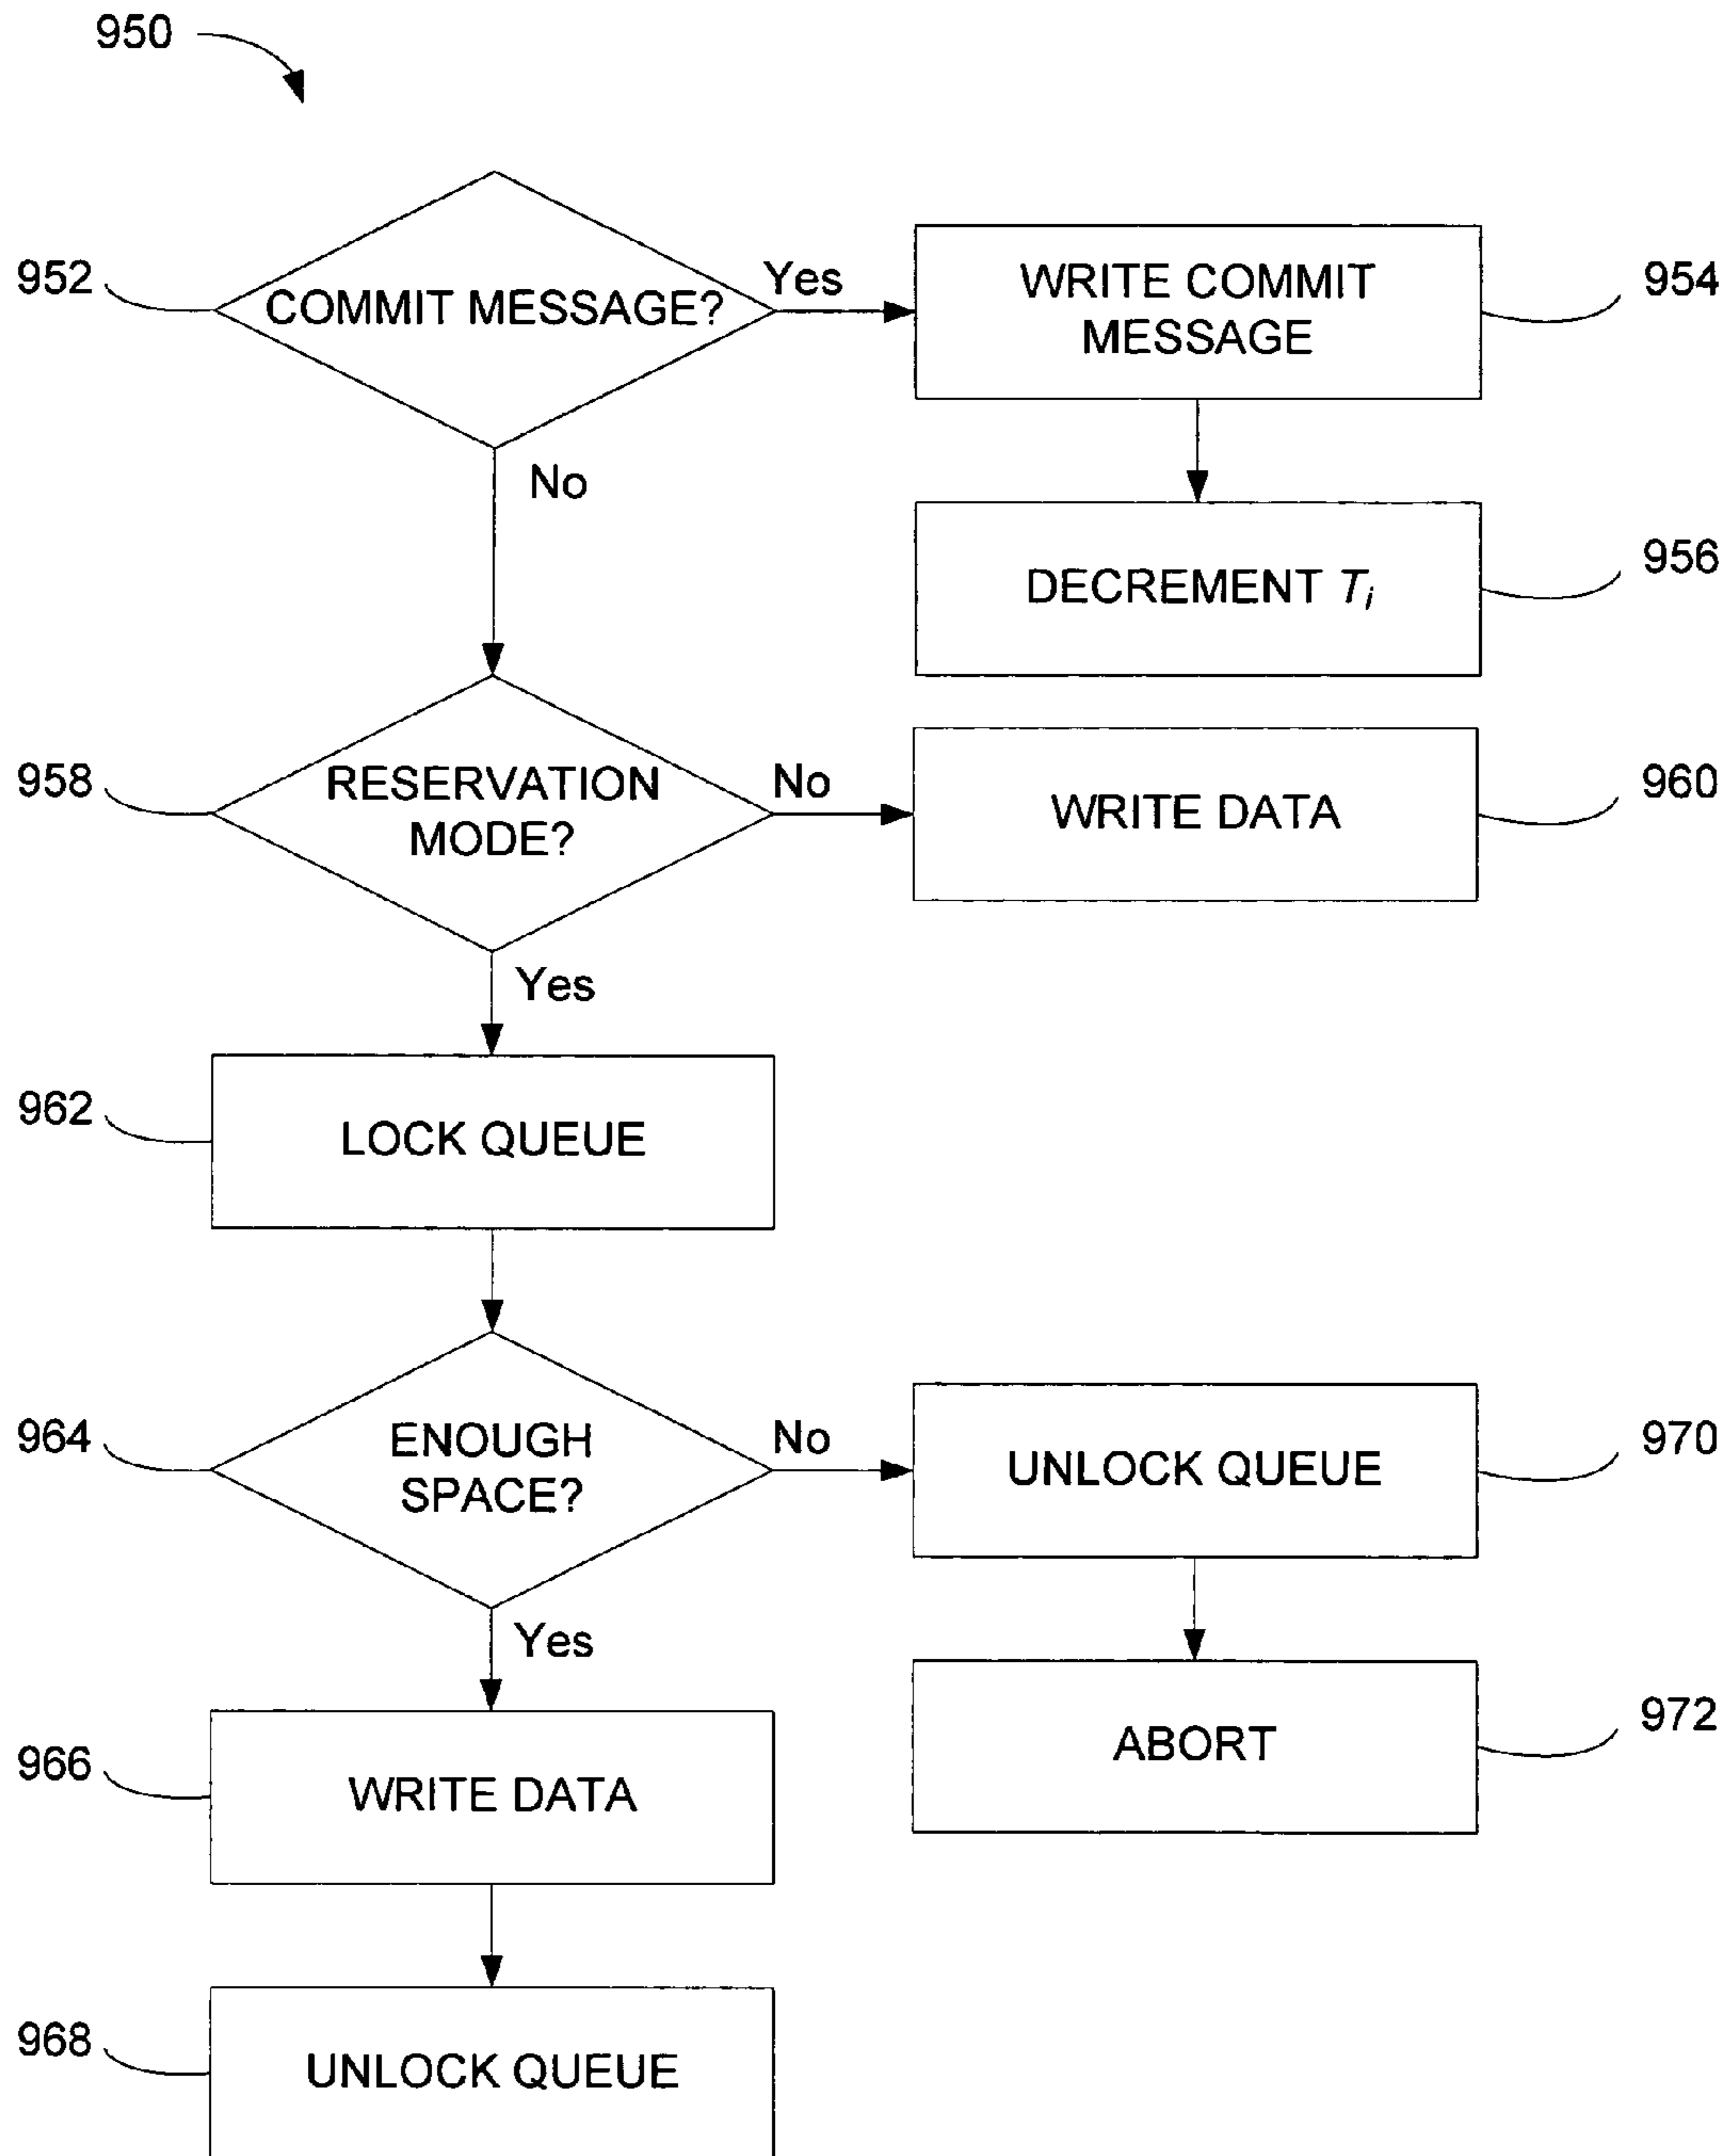 950
952
COMMIT MESSAGE?
Yes
WRITE COMMIT
MESSAGE
954
No
DECREMENT Ti
956
958
RESERVATION
MODE?
No
WRITE DATA
960
Yes
962
LOCK QUEUE
964
ENOUGH
SPACE?
No
UNLOCK QUEUE
970
Yes
ABORT
972
966
WRITE DATA
968
UNLOCK QUEUE